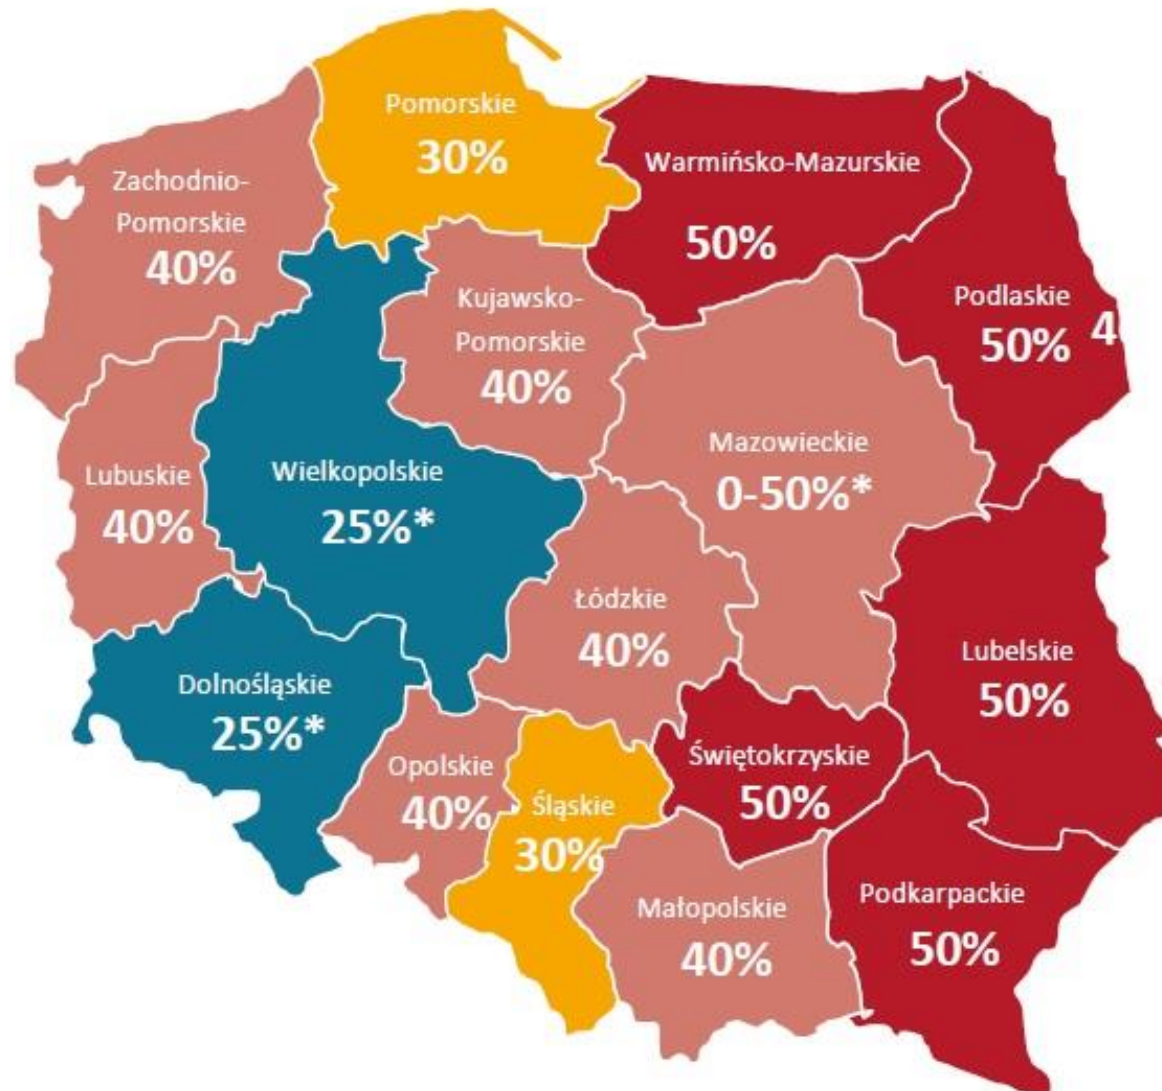 Pomorskie
30%
Warmińsko-Mazurskie
50%
Zachodnio-
Pomorskie
40%
Podlaskie
50%
4
Kujawsko-
Pomorskie
40%
Mazowieckie
0-50%*
Lubuskie
40%
Wielkopolskie
25%*
Łódzkie
40%
Lubelskie
50%
Dolnośląskie
25%*
Opolskie
40%
Śląskie
30%
Świętokrzyskie
50%
Małopolskie
40%
Podkarpackie
50%